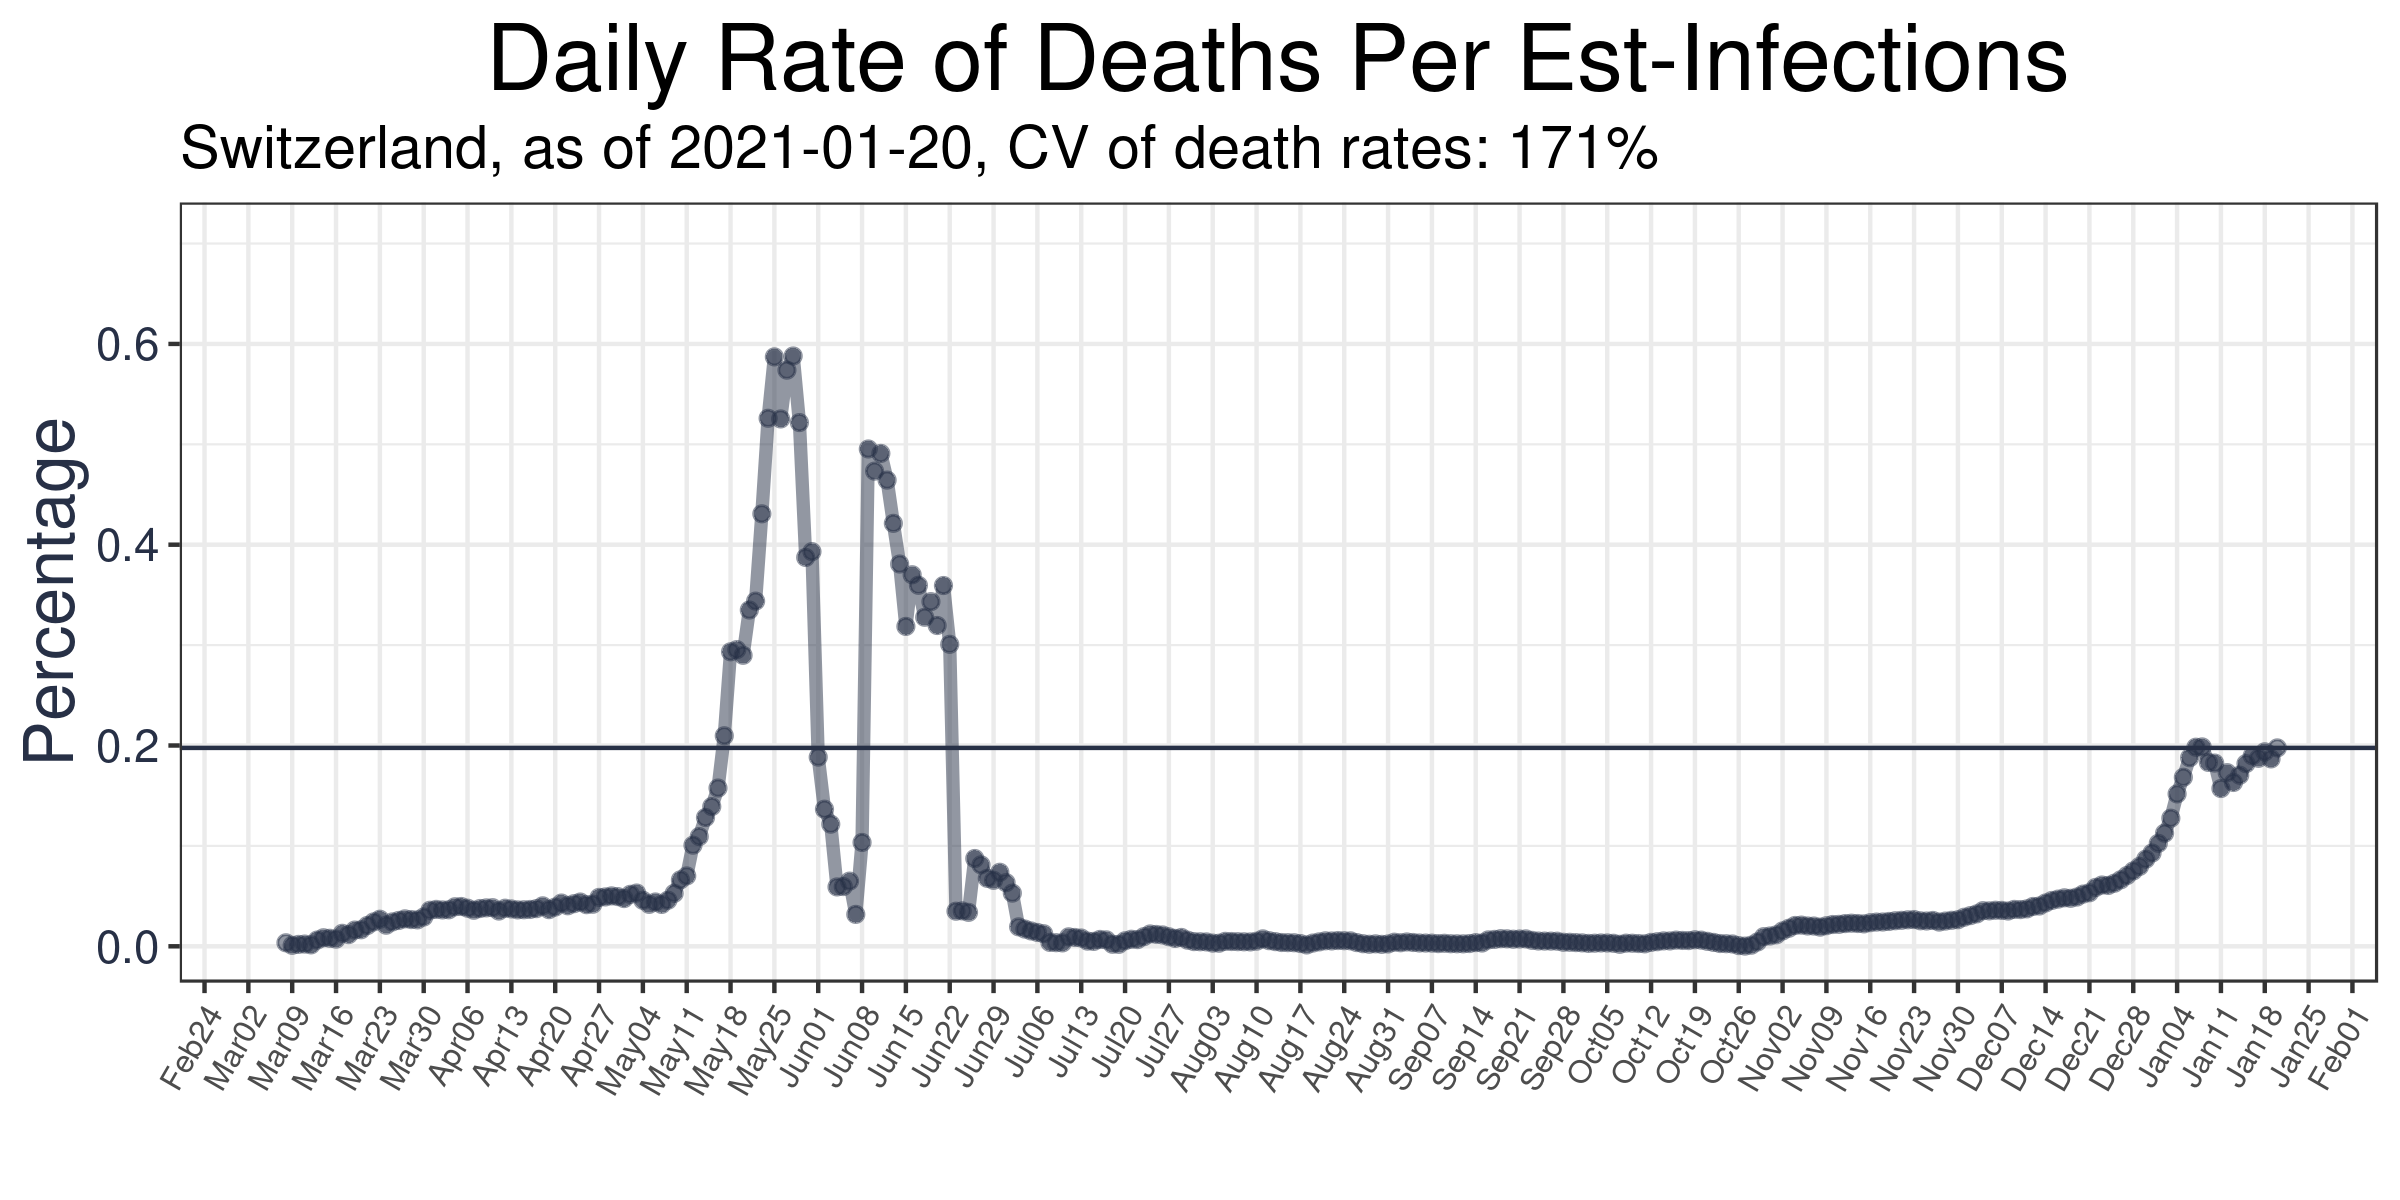 Daily Rate of Deaths Per Est-Infections
Switzerland, as of 2021-01-20, CV of death rates: 171%
Percentage
0.6
0.4
0.2
0.0
Feb24 Mar02 Mar09 Mar16 Mar23 Mar30 Apr06 Apr13 Apr20 Apr27 May04 May11 May18 May25 Jun01 Jun08 Jun15 Jun22 Jun29 Jul06 Jul13 Jul20 Jul27 Aug03 Aug10 Aug17 Aug24 Aug31 Sep07 Sep14 Sep21 Sep28 Oct05 Oct12 Oct19 Oct26 Nov02 Nov09 Nov16 Nov23 Nov30 Dec07 Dec14 Dec21 Dec28 Jan04 Jan11 Jan18 Jan25 Feb01